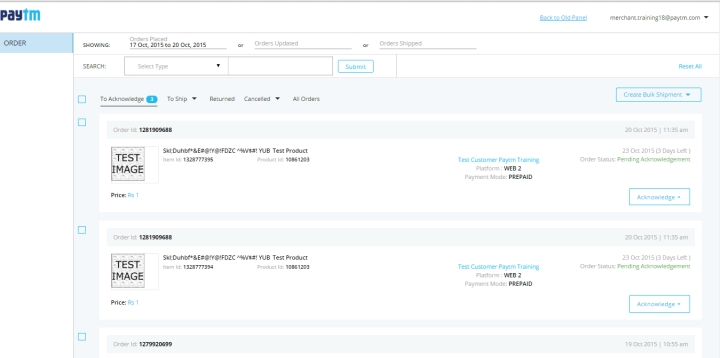 paytm
Back to Old Panel
merchant.training18@paytm.com
ORDER
SHOWING:
Orders Placed
17 Oct, 2015 to 20 Oct, 2015
or
Orders Updated
or
Orders Shipped
SEARCH:
Select Type
Submit
Reset All
To Acknowledge 3
To Ship
Returned
Cancelled
All Orders
Create Bulk Shipment
Order Id: 1281909688
20 Oct 2015 | 11:35 am
TEST IMAGE
YUB Test Product
Item Id: 1328777395
Product Id: 10861203
Test Customer Paytm Training
Platform : WEB 2
Payment Mode: PREPAID
23 Oct 2015 (3 Days Left )
Order Status: Pending Acknowledgement
Price: Rs 1
Acknowledge
Order Id: 1281909688
20 Oct 2015 | 11:35 am
TEST IMAGE
YUB Test Product
Item Id: 1328777394
Product Id: 10861203
Test Customer Paytm Training
Platform : WEB 2
Payment Mode: PREPAID
23 Oct 2015 (3 Days Left )
Order Status: Pending Acknowledgement
Price: Rs 1
Acknowledge
Order Id: 1279920699
19 Oct 2015 | 10:55 am